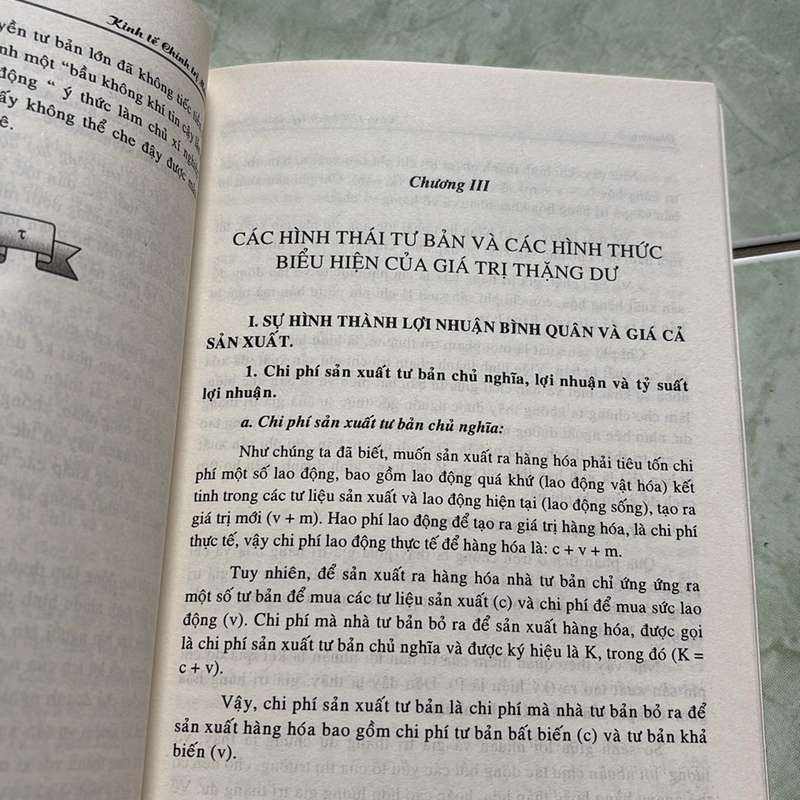 Kinh tế Chính trị
yền tư bản lớn đã không tiếc
nh một “bầu không khí tin cậy
động “ ý thức làm chủ xí nghiệp
ấy không thể che đậy được
ê.
τ
Chương III
CÁC HÌNH THÁI TƯ BẢN VÀ CÁC HÌNH THỨC
BIỂU HIỆN CỦA GIÁ TRỊ THẶNG DƯ
I. SỰ HÌNH THÀNH LỢI NHUẬN BÌNH QUÂN VÀ GIÁ CẢ
SẢN XUẤT.
1. Chi phí sản xuất tư bản chủ nghĩa, lợi nhuận và tỷ suất
lợi nhuận.
a. Chi phí sản xuất tư bản chủ nghĩa:
Như chúng ta đã biết, muốn sản xuất ra hàng hóa phải tiêu tốn chi
phí một số lao động, bao gồm lao động quá khứ (lao động vật hóa) kết
tinh trong các tư liệu sản xuất và lao động hiện tại (lao động sống), tạo ra
giá trị mới (v + m). Hao phí lao động để tạo ra giá trị hàng hóa, là chi phí
thực tế, vậy chi phí lao động thực tế để hàng hóa là: c + v + m.
Tuy nhiên, để sản xuất ra hàng hóa nhà tư bản chỉ ứng ứng ra
một số tư bản để mua các tư liệu sản xuất (c) và chi phí để mua sức lao
động (v). Chi phí mà nhà tư bản bỏ ra để sản xuất hàng hóa, được gọi
là chi phí sản xuất tư bản chủ nghĩa và được ký hiệu là K, trong đó (K =
c + v).
Vậy, chi phí sản xuất tư bản là chi phí mà nhà tư bản bỏ ra để
sản xuất hàng hóa bao gồm chi phí tư bản bất biến (c) và tư bản khả
biến (v).